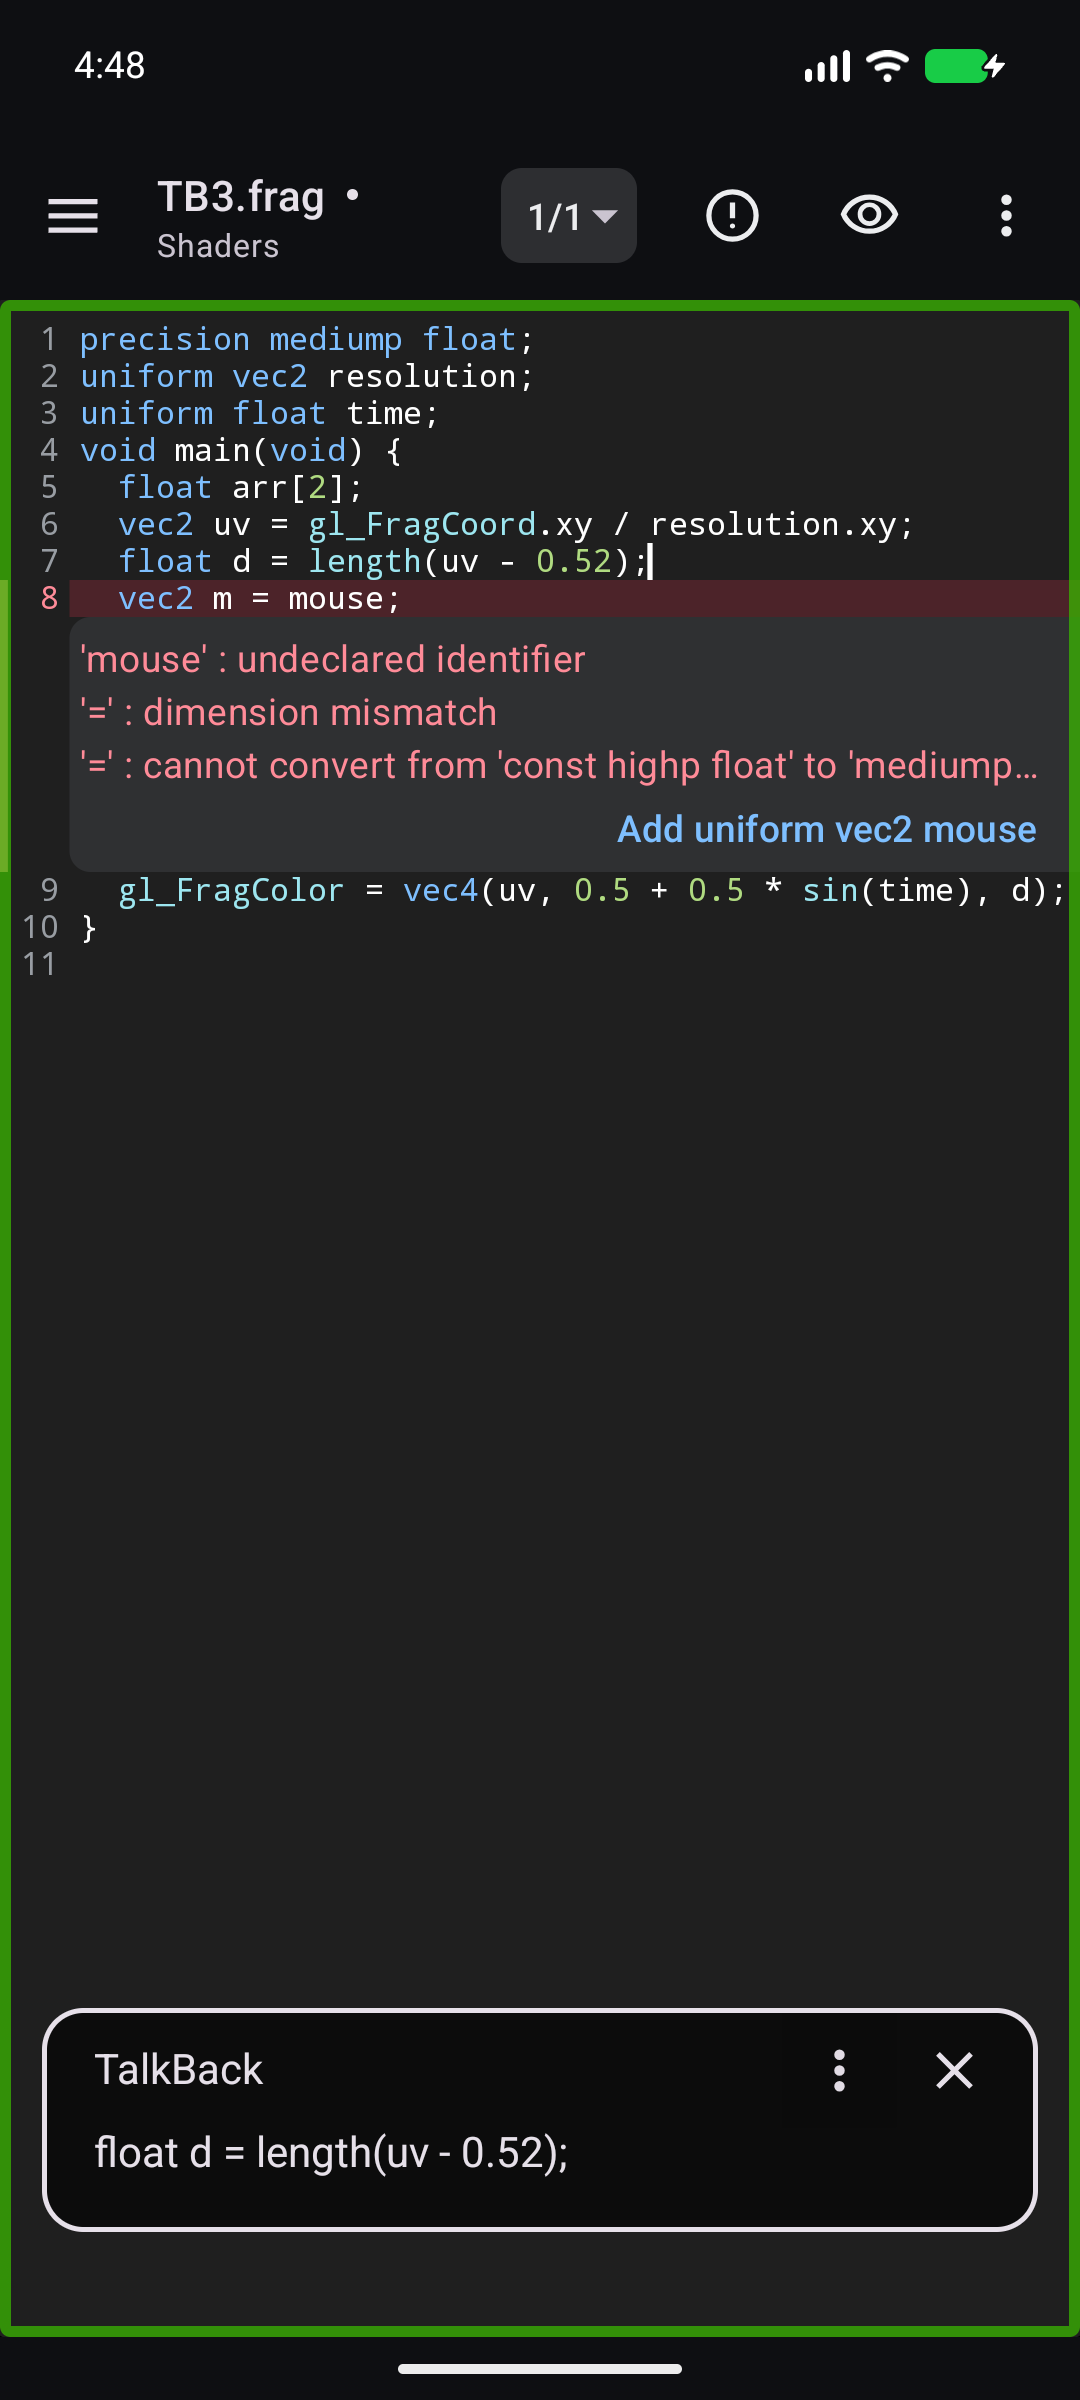 4:48
TB3.frag •
Shaders
1/1
1 precision mediump float;
2 uniform vec2 resolution;
3 uniform float time;
4 void main(void) {
5   float arr[2];
6   vec2 uv = gl_FragCoord.xy / resolution.xy;
7   float d = length(uv - 0.52);
8   vec2 m = mouse;
'mouse' : undeclared identifier
'=' : dimension mismatch
'=' : cannot convert from 'const highp float' to 'mediump...
Add uniform vec2 mouse
9   gl_FragColor = vec4(uv, 0.5 + 0.5 * sin(time), d);
10 }
11
TalkBack
float d = length(uv - 0.52);